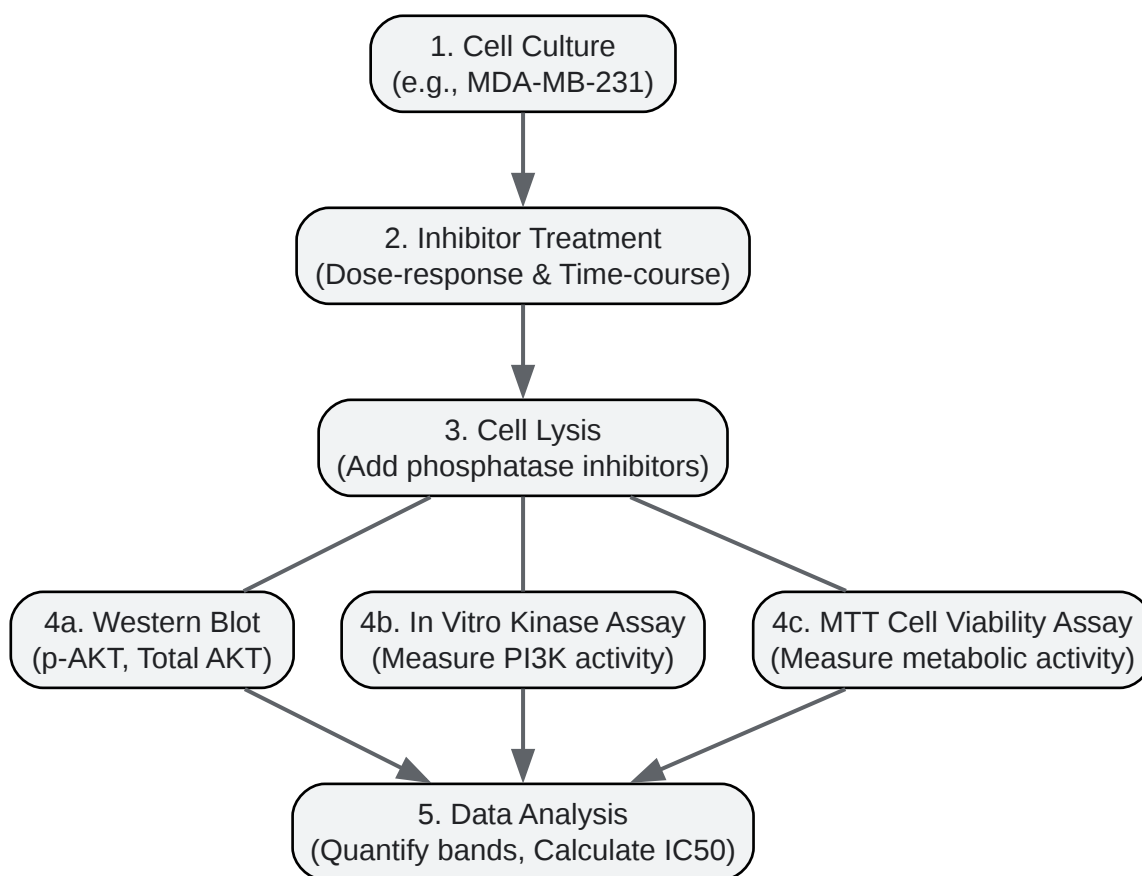 1. Cell Culture
(e.g., MDA-MB-231)
2. Inhibitor Treatment
(Dose-response & Time-course)
3. Cell Lysis
(Add phosphatase inhibitors)
4a. Western Blot
(p-AKT, Total AKT)
4b. In Vitro Kinase Assay
(Measure PI3K activity)
4c. MTT Cell Viability Assay
(Measure metabolic activity)
5. Data Analysis
(Quantify bands, Calculate IC50)